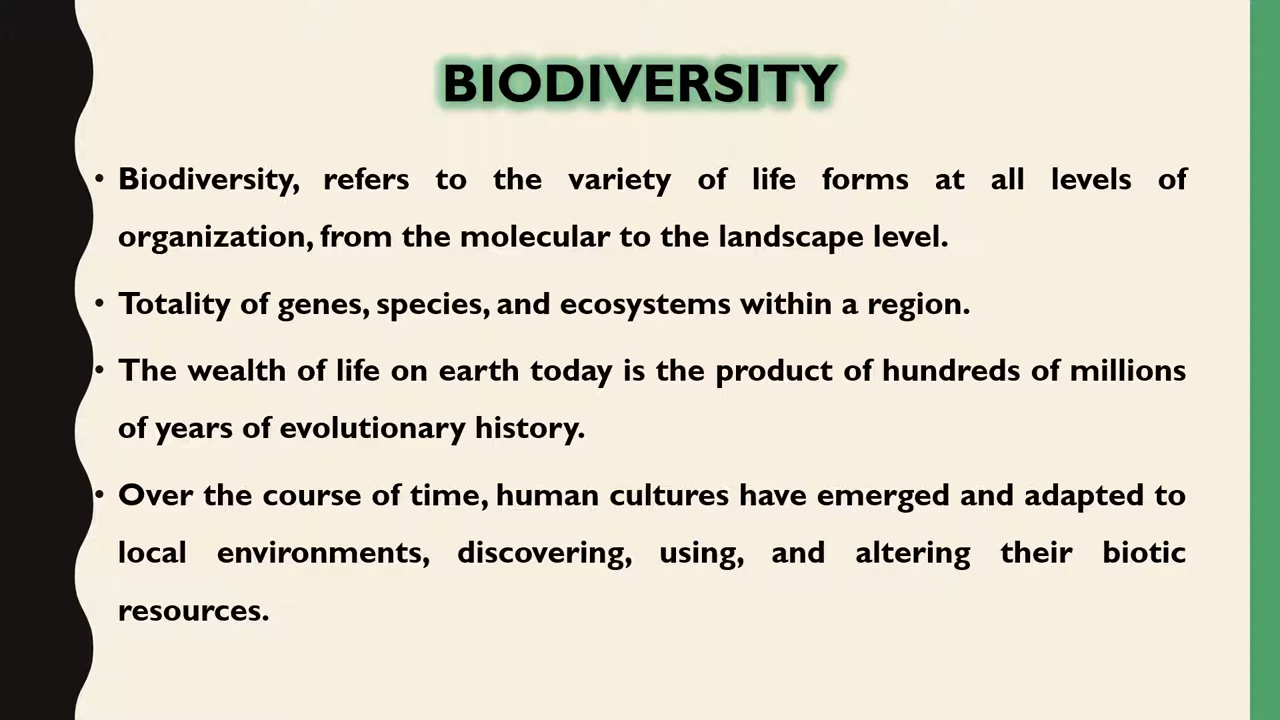 BIODIVERSITY
• Biodiversity, refers to the variety of life forms at all levels of
organization, from the molecular to the landscape level.
• Totality of genes, species, and ecosystems within a region.
• The wealth of life on earth today is the product of hundreds of millions
of years of evolutionary history.
• Over the course of time, human cultures have emerged and adapted to
local environments, discovering, using, and altering their biotic
resources.